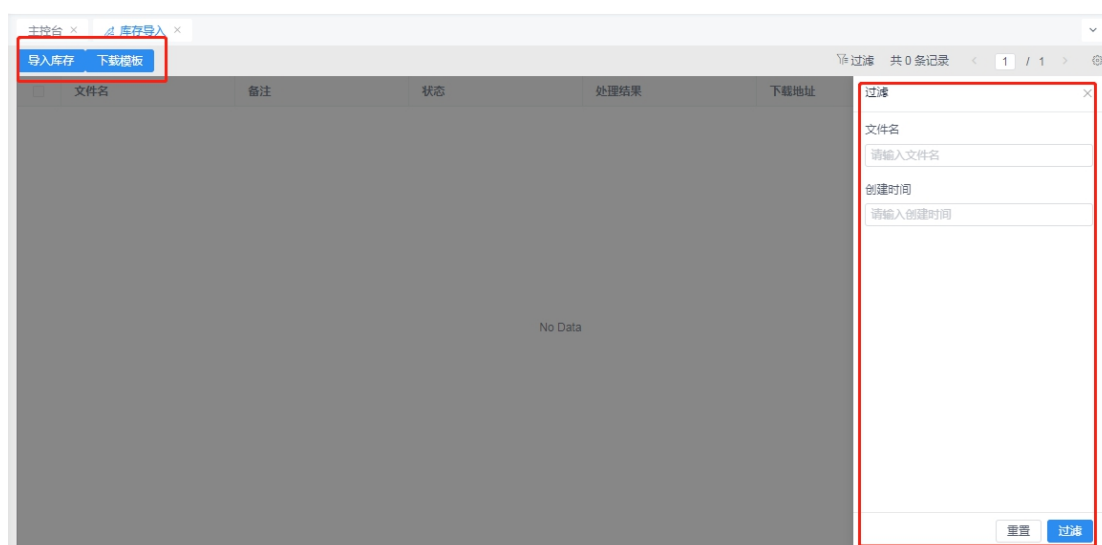 主控台 × 库存导入 ×
导入库存 下载模板 过滤 共 0 条记录 < 1 / 1 >
文件名 备注 状态 处理结果 下载地址
过滤 ×
文件名
请输入文件名
创建时间
请输入创建时间
No Data
重置 过滤